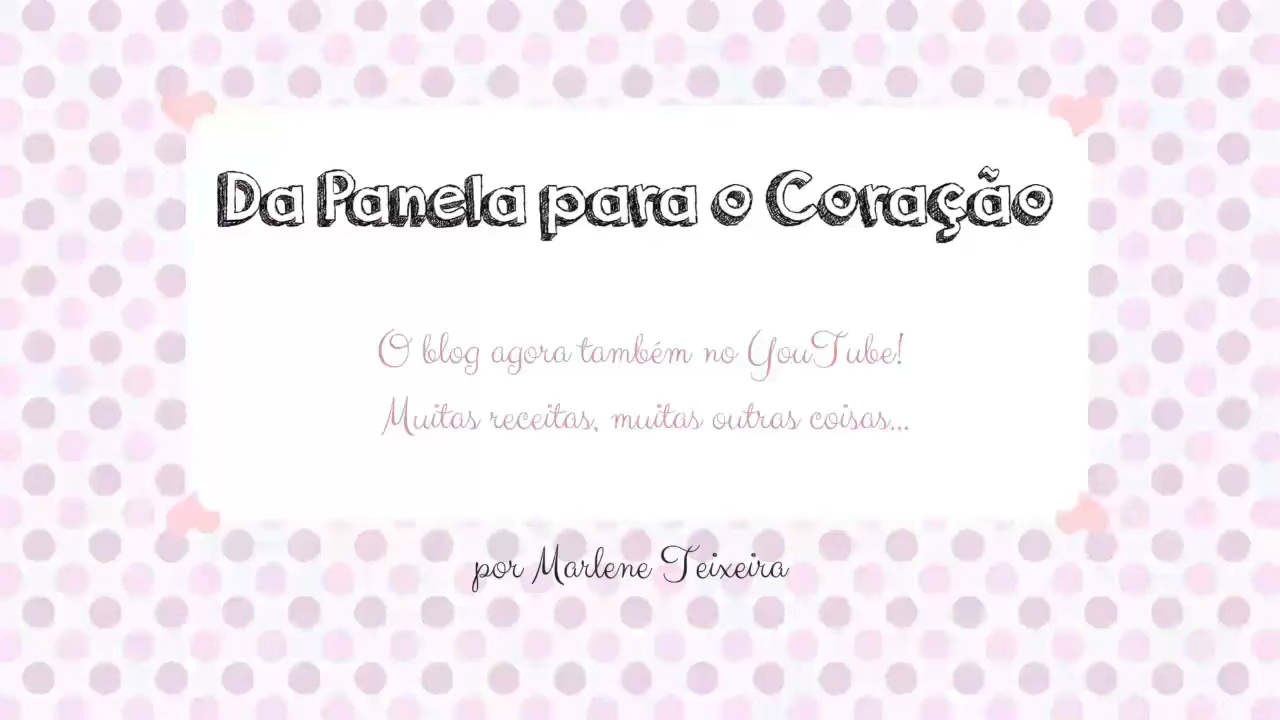 Da Panela para o Coração
O blog agora também no YouTube!
Muitas receitas, muitas outras coisas...
por Marlene Teixeira